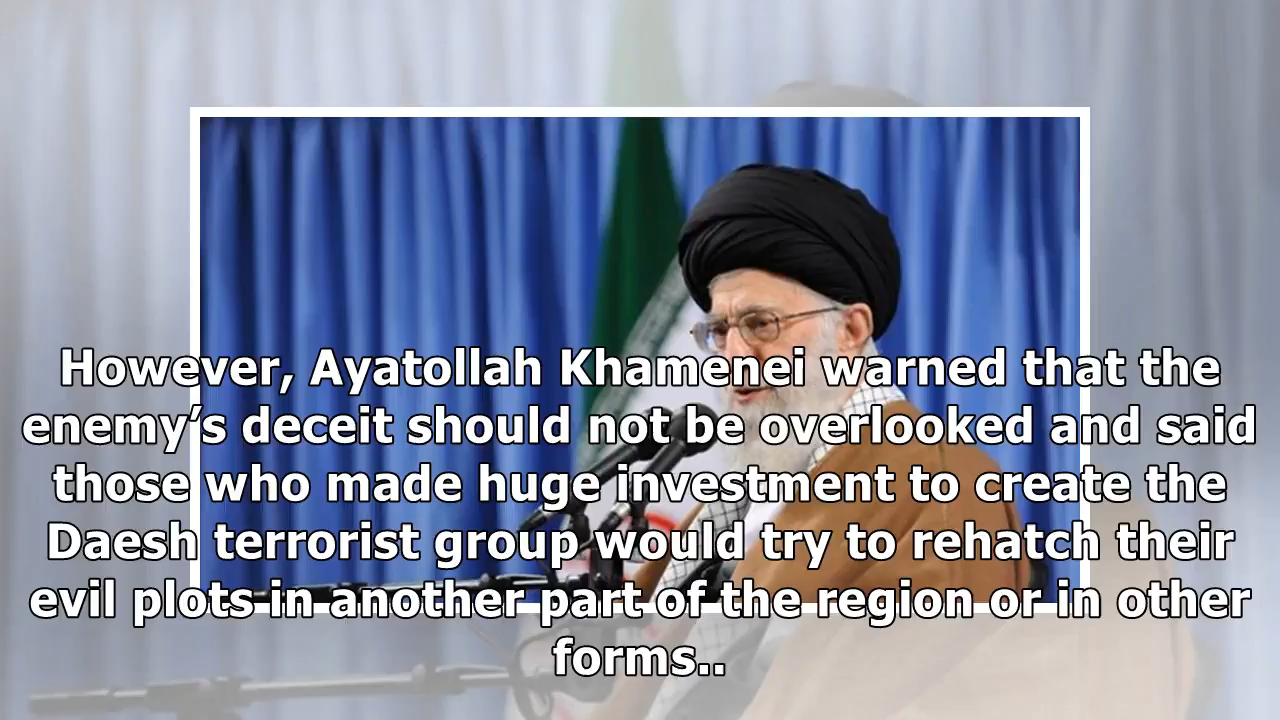 However, Ayatollah Khamenei warned that the
enemy’s deceit should not be overlooked and said
those who made huge investment to create the
Daesh terrorist group would try to rehatch their
evil plots in another part of the region or in other
forms..